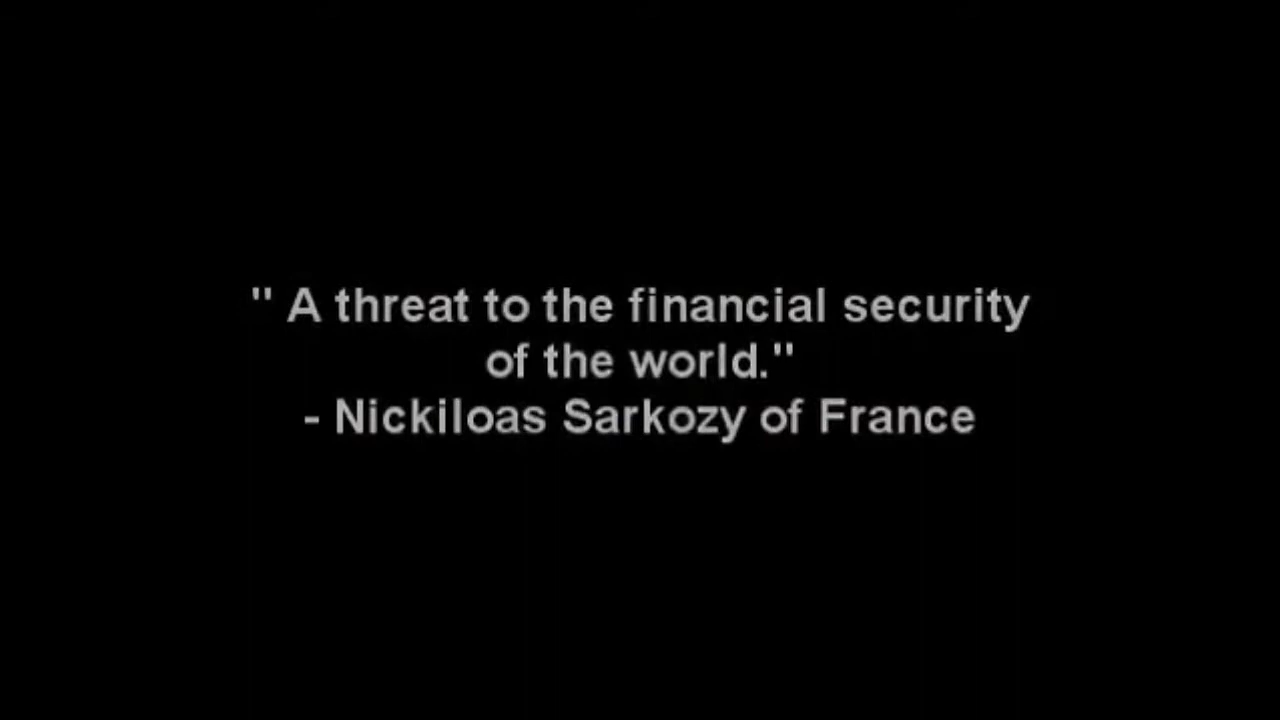 " A threat to the financial security
of the world."
- Nickiloas Sarkozy of France